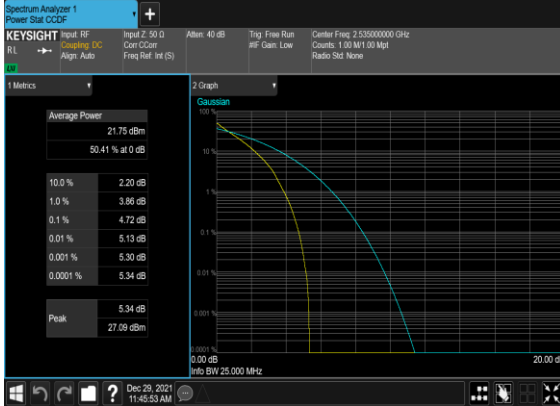 Spectrum Analyzer 1
Power Stat CCDF
+
KEYSIGHT
RL
Input: RF
Coupling: DC
Align: Auto
Input Z: 50 Ω
Corr CCorr
Freq Ref: Int (S)
Atten: 40 dB
Trig: Free Run
#IF Gain: Low
Center Freq: 2.535000000 GHz
Counts: 1.00 M/1.00 Mpt
Radio Std: None
1 Metrics
Average Power
21.75 dBm
50.41 % at 0 dB
10.0 % 2.20 dB
1.0 % 3.86 dB
0.1 % 4.72 dB
0.01 % 5.13 dB
0.001 % 5.30 dB
0.0001 % 5.34 dB
Peak
5.34 dB
27.09 dBm
2 Graph
Gaussian
100 %
10 %
1 %
0.1 %
0.01 %
0.001 %
0.0001 %
0.00 dB
20.00 d
Info BW 25.000 MHz
?
Dec 29, 2021
11:45:53 AM